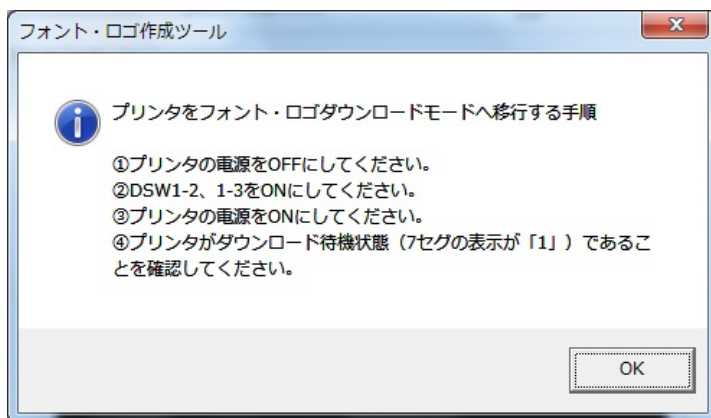 フォント・ロゴ作成ツール
プリンタをフォント・ロゴダウンロードモードへ移行する手順
①プリンタの電源をOFFにしてください。
②DSW1-2、1-3をONにしてください。
③プリンタの電源をONにしてください。
④プリンタがダウンロード待機状態（7セグの表示が「1」）であるこ
とを確認してください。
OK